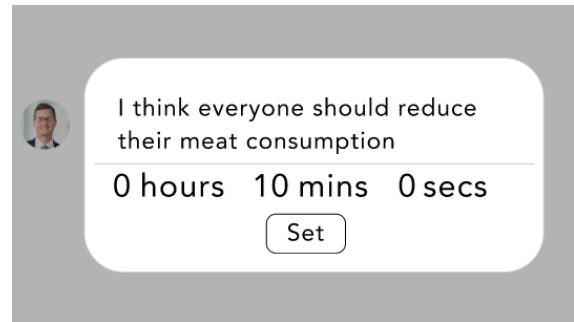 I think everyone should reduce
their meat consumption
0 hours 10 mins 0 secs
Set